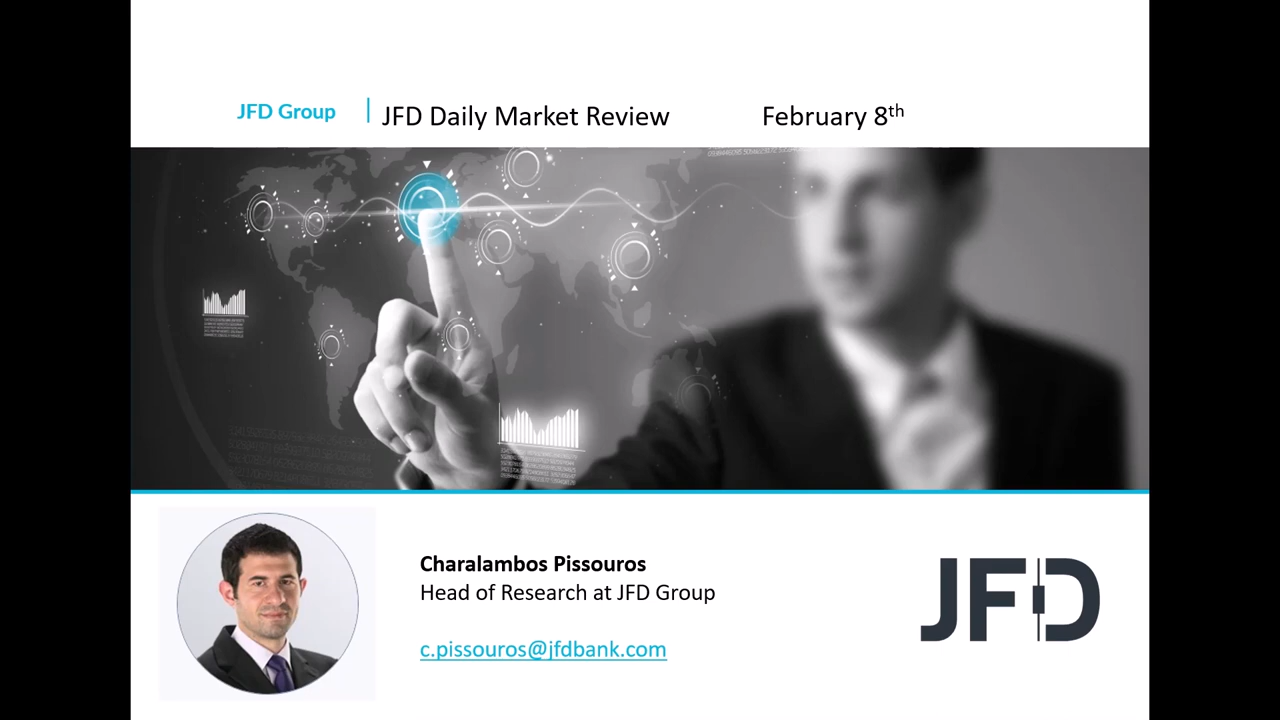 JFD Group
JFD Daily Market Review February 8th
Charalambos Pissouros
Head of Research at JFD Group
c.pissouros@jfdbank.com
JFD